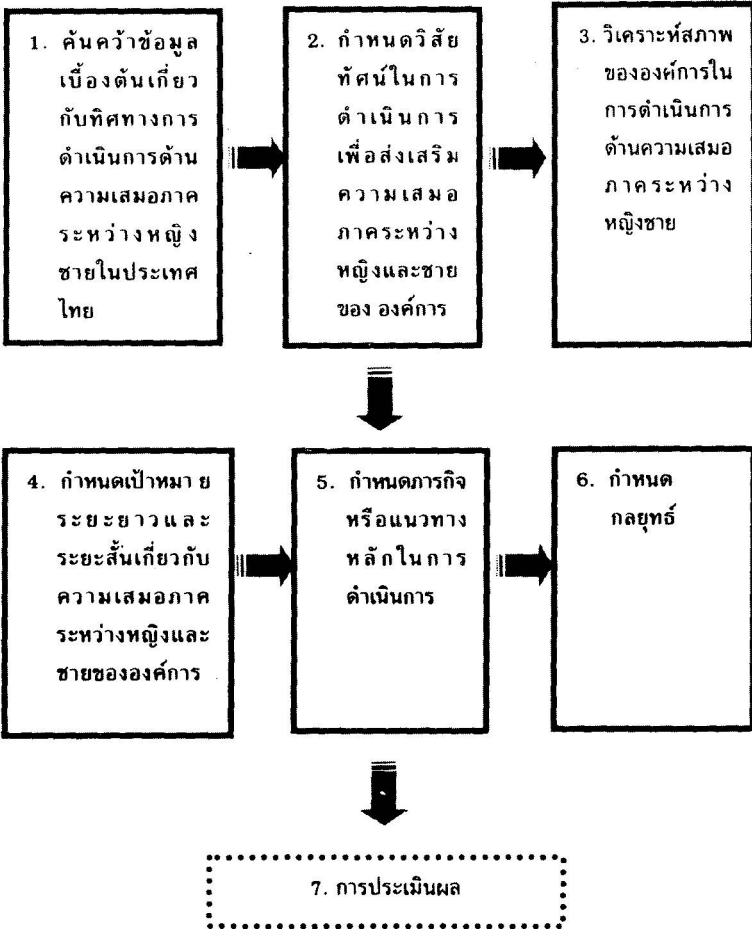 1. ค้นคว้าข้อมูล
เบื้องต้นเกี่ยว
กับทิศทางการ
ดำเนินการด้าน
ความเสมอภาค
ระหว่างหญิง
ชายในประเทศ
ไทย
2. กำหนดวิสัย
ทัศน์ในการ
ดำเนินการ
เพื่อส่งเสริม
ความเสมอ
ภาคระหว่าง
หญิงและชาย
ของ องค์การ
3. วิเคราะห์สภาพ
ขององค์การใน
การดำเนินการ
ด้านความเสมอ
ภาคระหว่าง
หญิงชาย
4. กำหนดเป้าหมาย
ระยะยาวและ
ระยะสั้นเกี่ยวกับ
ความเสมอภาค
ระหว่างหญิงและ
ชายขององค์การ
5. กำหนดภารกิจ
หรือแนวทาง
หลักในการ
ดำเนินการ
6. กำหนด
กลยุทธ์
7. การประเมินผล